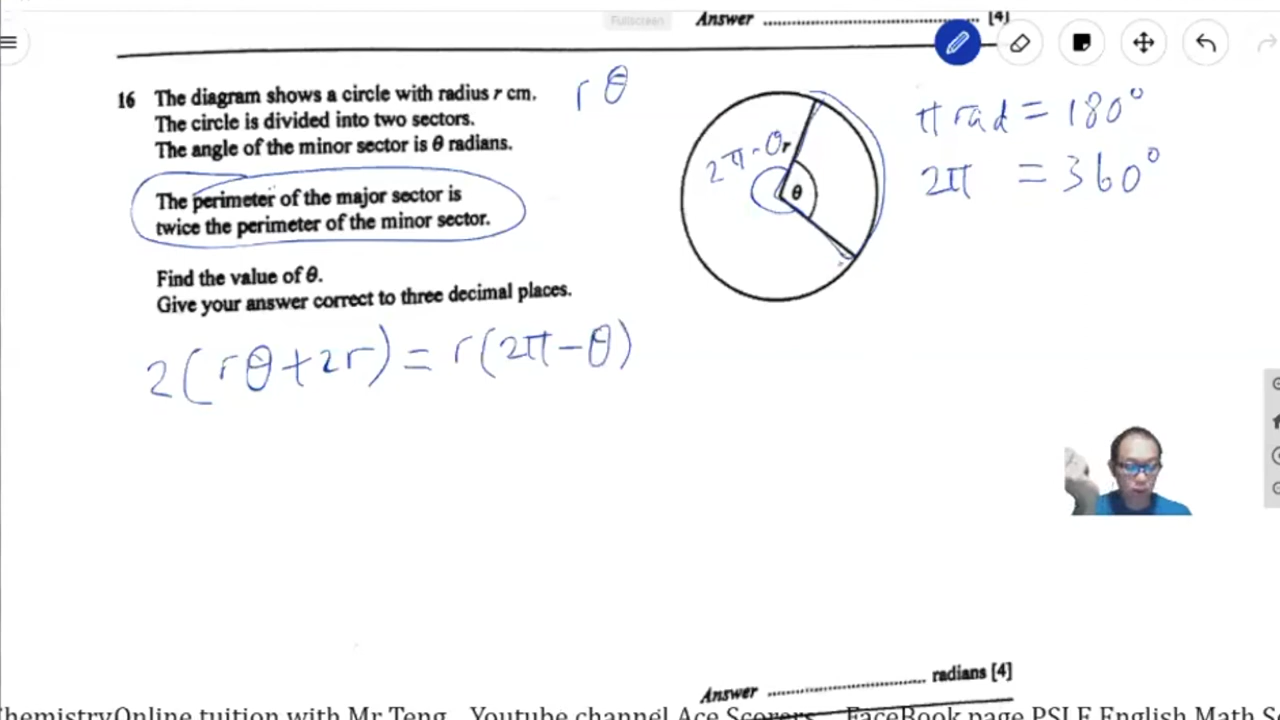 Fullscreen
Answer ................................................ [4]
16 The diagram shows a circle with radius r cm.
The circle is divided into two sectors.
The angle of the minor sector is θ radians.
The perimeter of the major sector is
twice the perimeter of the minor sector.
Find the value of θ.
Give your answer correct to three decimal places.
rθ
2π-θ
r
θ
π rad = 180°
2π = 360°
2(rθ+2r) = r(2π-θ)
Answer ................................ radians [4]
Chemistry Online tuition with Mr Teng Youtube channel Ace Scorers FaceBook page PSLE English Math S